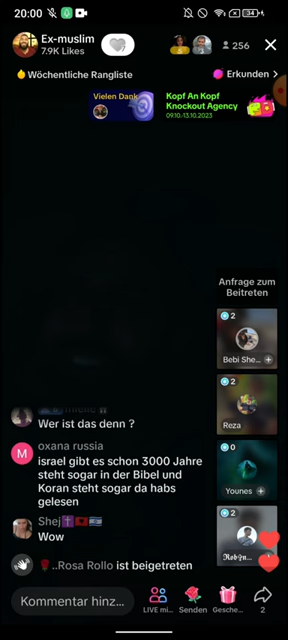 20:00
Ex-muslim
7.9K Likes
256
Wöchentliche Rangliste
Erkunden
Vielen Dank
Kopf An Kopf
Knockout Agency
09.10.-13.10.2023
Anfrage zum
Beitreten
2
Bebi She...
2
Reza
0
Younes
2
Wer ist das denn ?
oxana russia
M
israel gibt es schon 3000 Jahre
steht sogar in der Bibel und
Koran steht sogar da habs
gelesen
Shej
Wow
..Rosa Rollo ist beigetreten
Kommentar hinz...
LIVE mi...
Senden
Gesche...
2